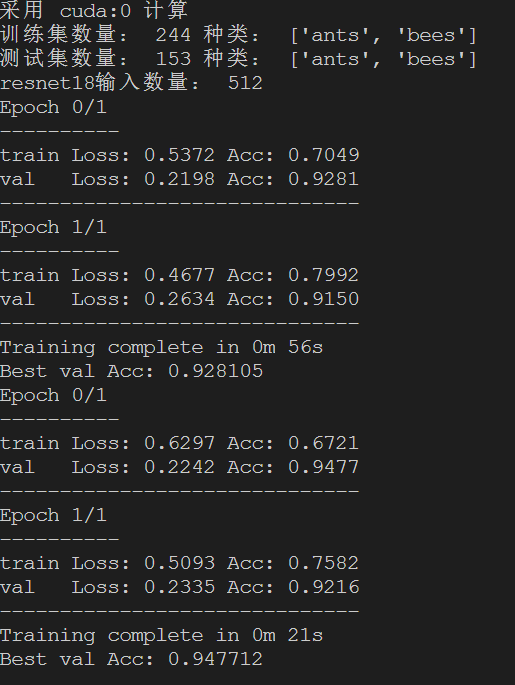 采用 cuda:0 计算
训练集数量： 244 种类： ['ants', 'bees']
测试集数量： 153 种类： ['ants', 'bees']
resnet18输入数量： 512
Epoch 0/1
----------
train Loss: 0.5372 Acc: 0.7049
val   Loss: 0.2198 Acc: 0.9281
------------------------------
Epoch 1/1
----------
train Loss: 0.4677 Acc: 0.7992
val   Loss: 0.2634 Acc: 0.9150
------------------------------
Training complete in 0m 56s
Best val Acc: 0.928105
Epoch 0/1
----------
train Loss: 0.6297 Acc: 0.6721
val   Loss: 0.2242 Acc: 0.9477
------------------------------
Epoch 1/1
----------
train Loss: 0.5093 Acc: 0.7582
val   Loss: 0.2335 Acc: 0.9216
------------------------------
Training complete in 0m 21s
Best val Acc: 0.947712